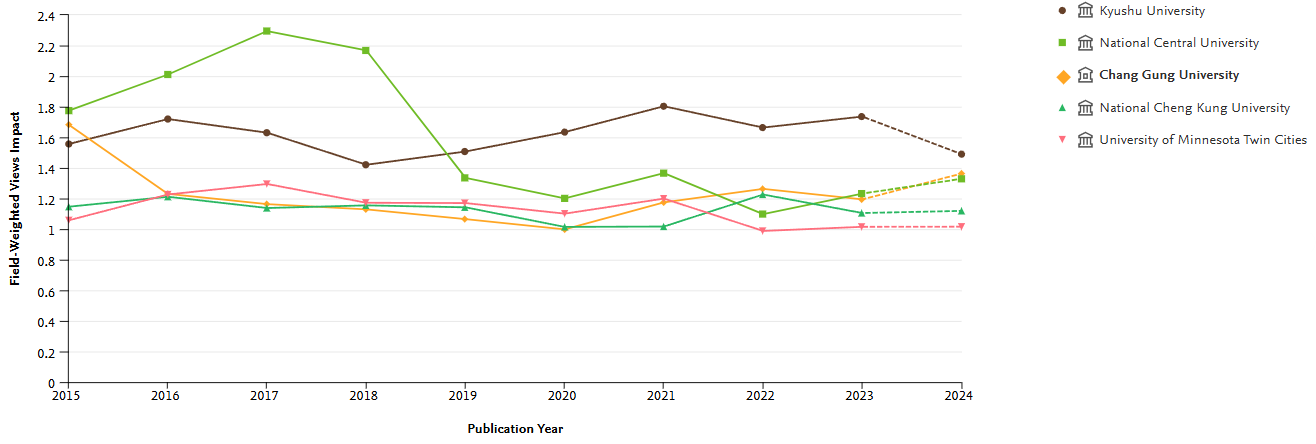 2.4
2.2
2
1.8
1.6
1.4
1.2
1
0.8
0.6
0.4
0.2
0
Field-Weighted Views Impact
2015 2016 2017 2018 2019 2020 2021 2022 2023 2024
Publication Year
Kyushu University
National Central University
Chang Gung University
National Cheng Kung University
University of Minnesota Twin Cities